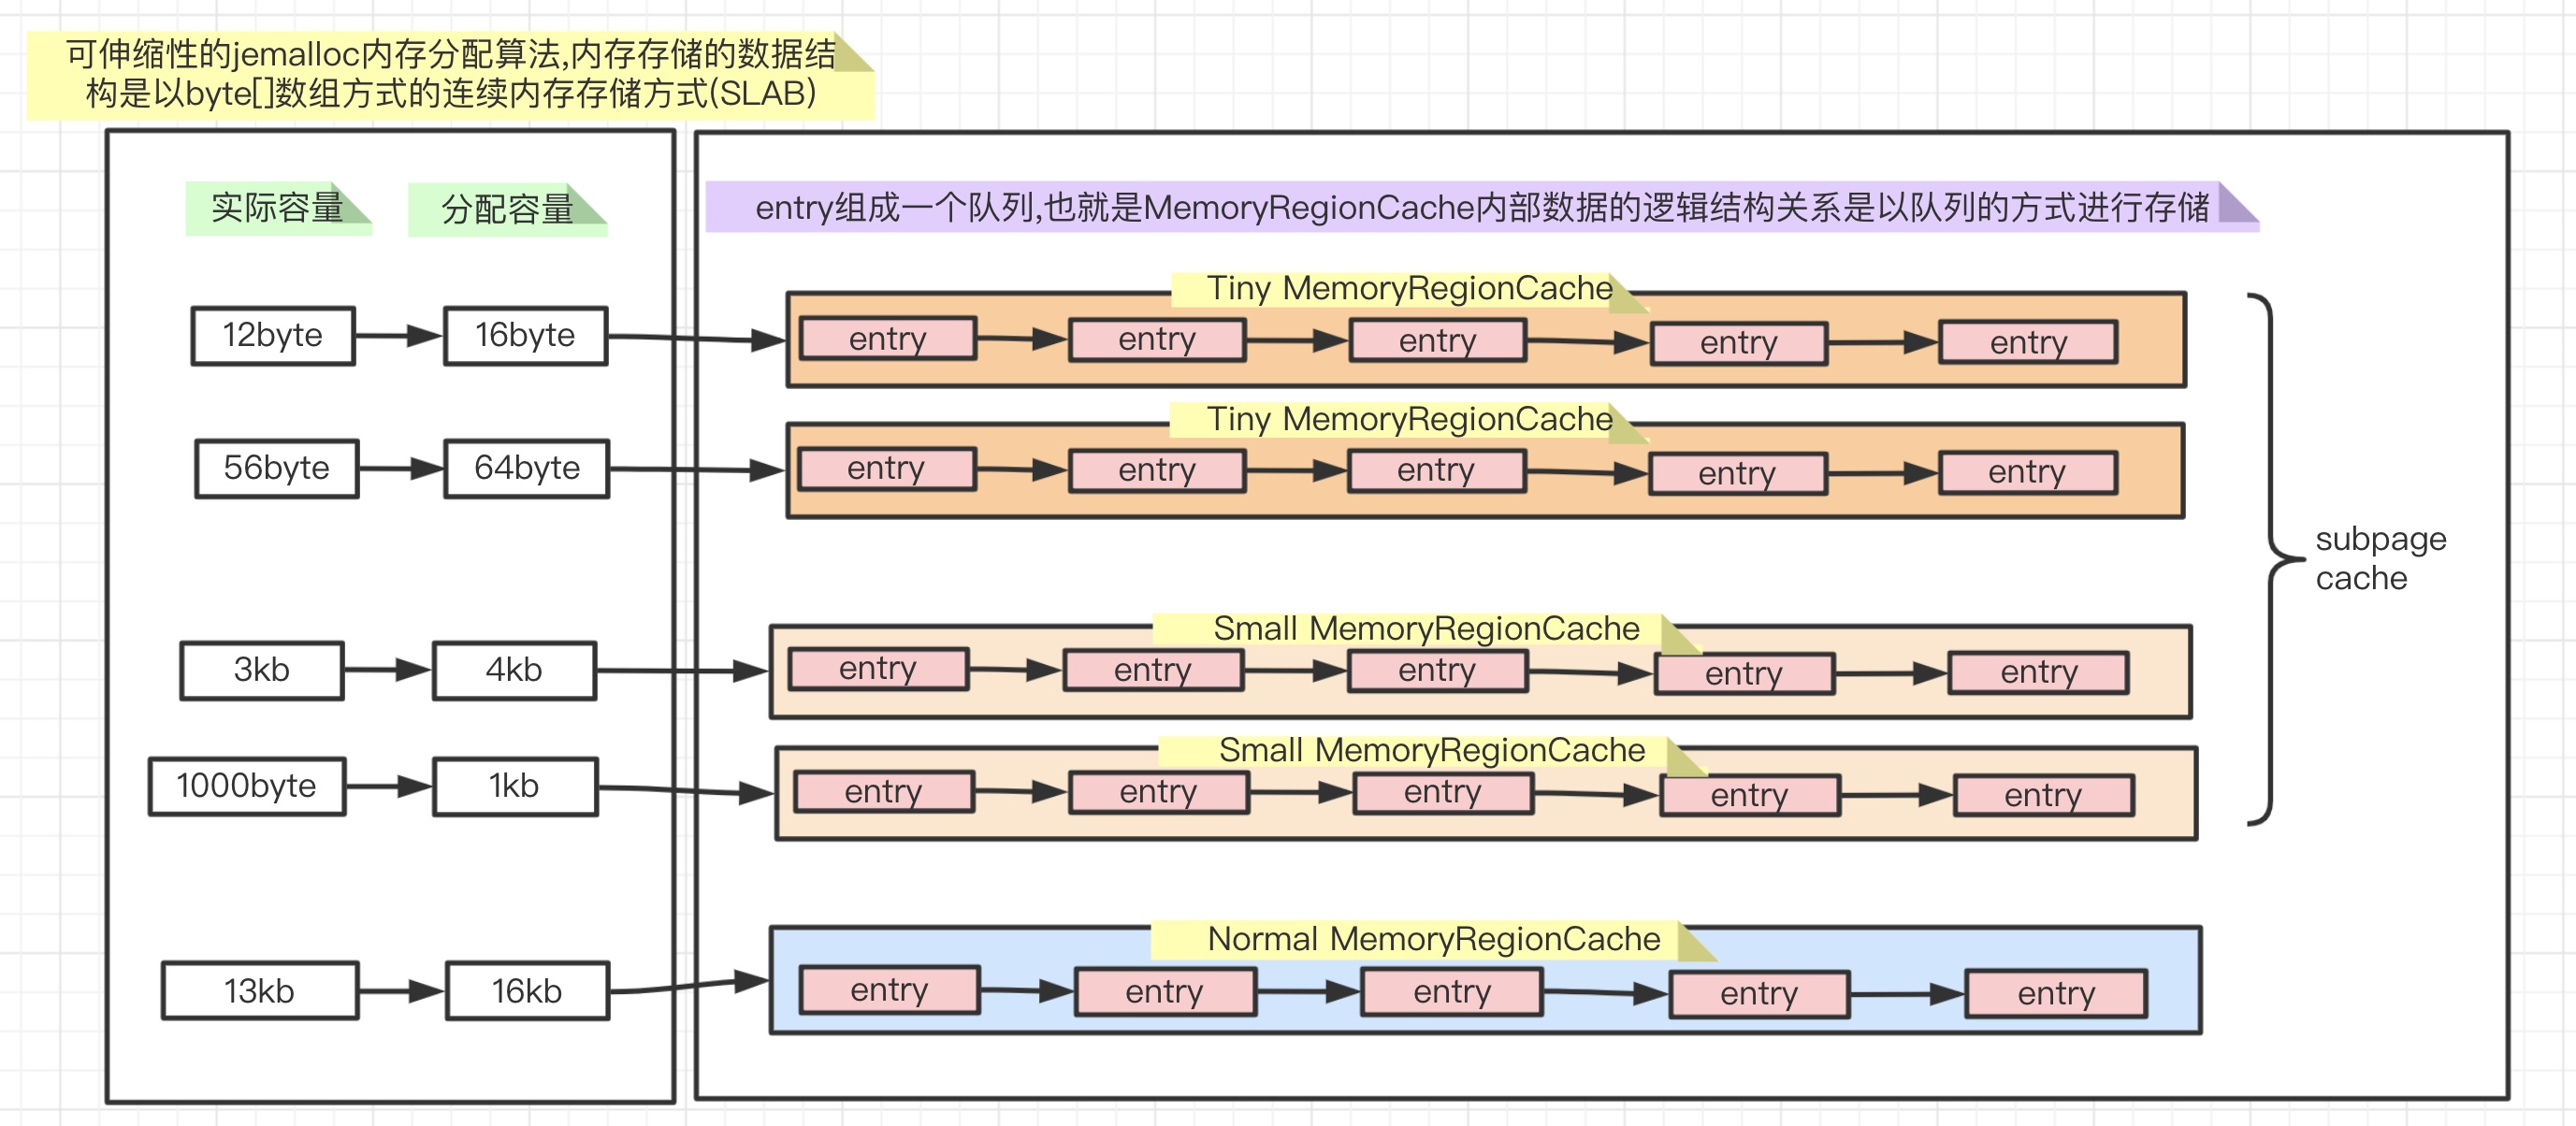 可伸缩性的jemalloc内存分配算法,内存存储的数据结
构是以byte[]数组方式的连续内存存储方式(SLAB)
实际容量 分配容量
entry组成一个队列,也就是MemoryRegionCache内部数据的逻辑结构关系是以队列的方式进行存储
Tiny MemoryRegionCache
12byte 16byte entry entry entry entry entry
Tiny MemoryRegionCache
56byte 64byte entry entry entry entry entry
subpage
cache
Small MemoryRegionCache
3kb 4kb entry entry entry entry entry
Small MemoryRegionCache
1000byte 1kb entry entry entry entry entry
Normal MemoryRegionCache
13kb 16kb entry entry entry entry entry